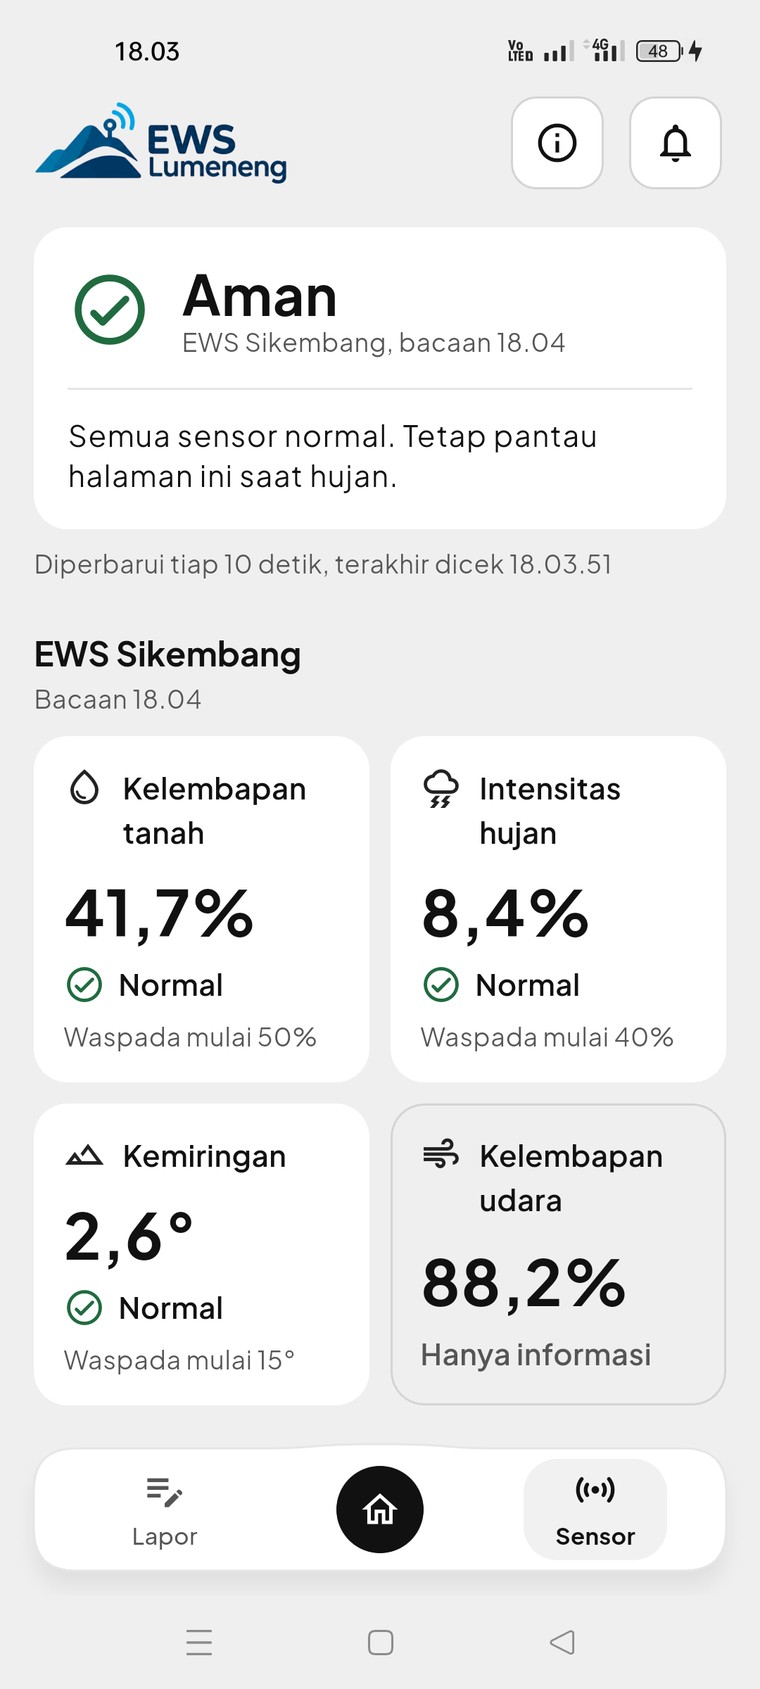 18.03
Vo
LTE D
4G
48
EWS
Lumeneng
Aman
EWS Sikembang, bacaan 18.04
Semua sensor normal. Tetap pantau
halaman ini saat hujan.
Diperbarui tiap 10 detik, terakhir dicek 18.03.51
EWS Sikembang
Bacaan 18.04
Kelembapan
tanah
41,7%
Normal
Waspada mulai 50%
Intensitas
hujan
8,4%
Normal
Waspada mulai 40%
Kemiringan
2,6°
Normal
Waspada mulai 15°
Kelembapan
udara
88,2%
Hanya informasi
Lapor
Sensor